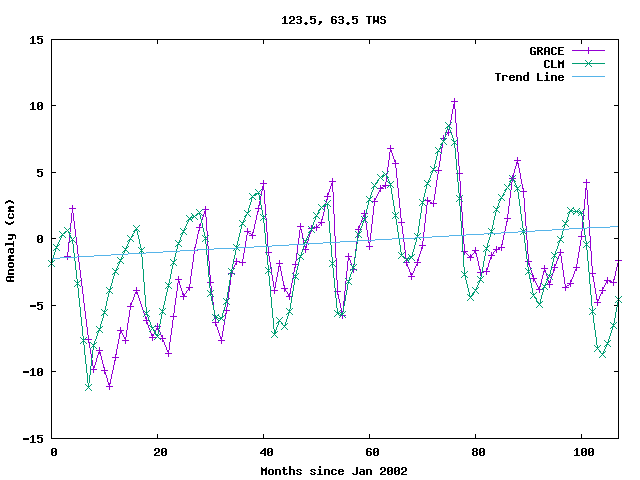 123.5, 63.5 TWS
15
10
5
0
-5
-10
-15
Anomaly (cm)
GRACE
CLM
Trend Line
0 20 40 60 80 100
Months since Jan 2002